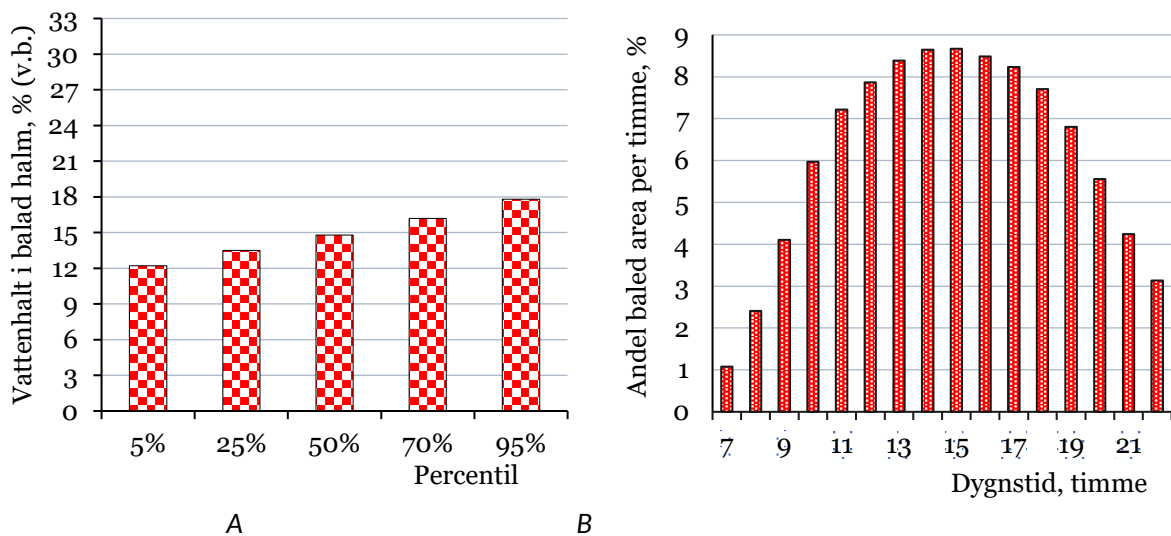 Vattenhalt i balad halm, % (v.b.)
33
30
27
24
21
18
15
12
9
6
3
0
5% 25% 50% 70% 95%
Percentil
A
Andel baled area per timme, %
9
8
7
6
5
4
3
2
1
0
7 9 11 13 15 17 19 21
Dygnstid, timme
B